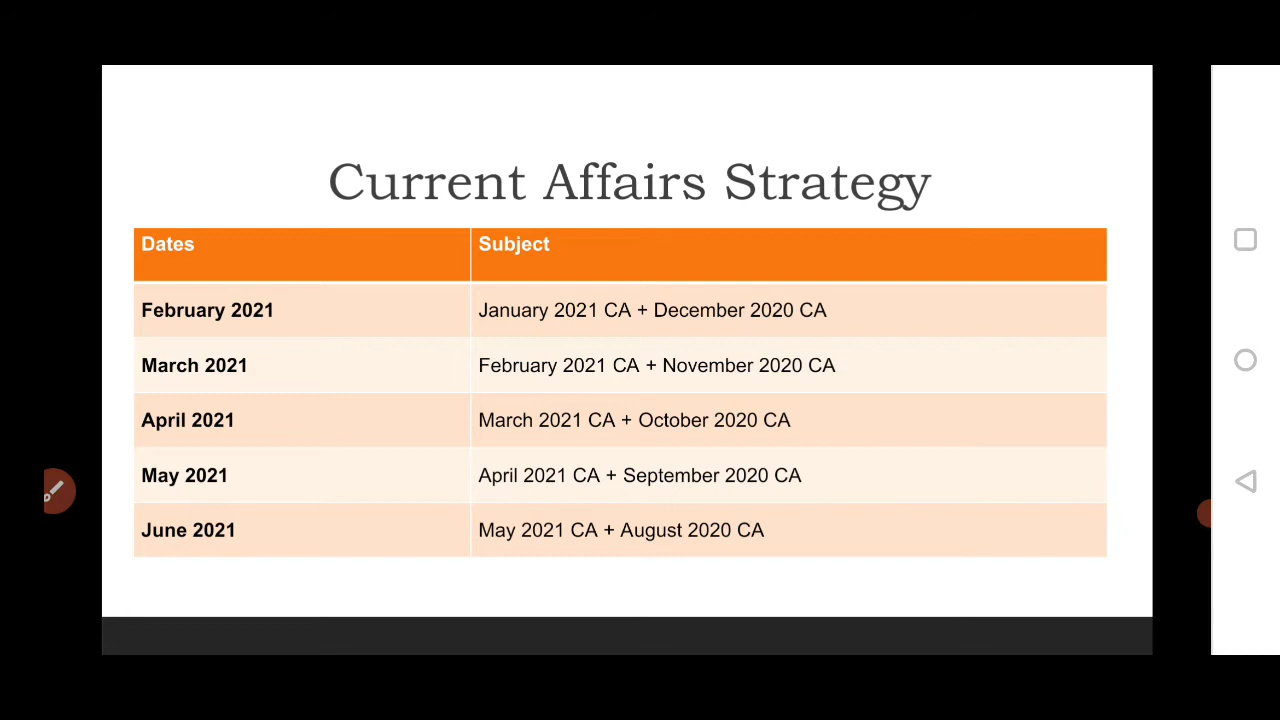 Current Affairs Strategy
Dates Subject
February 2021 January 2021 CA + December 2020 CA
March 2021 February 2021 CA + November 2020 CA
April 2021 March 2021 CA + October 2020 CA
May 2021 April 2021 CA + September 2020 CA
June 2021 May 2021 CA + August 2020 CA